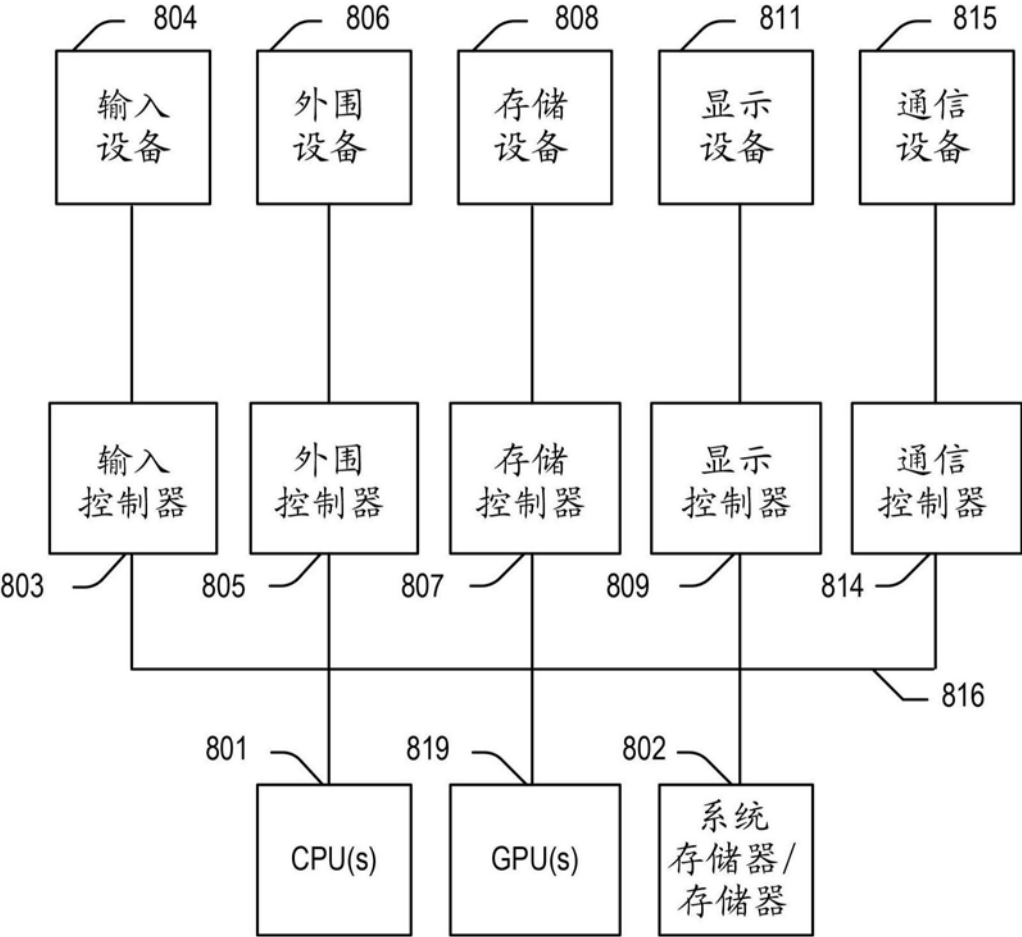 804
806
808
811
815
输入
设备
外围
设备
存储
设备
显示
设备
通信
设备
输入
控制器
外围
控制器
存储
控制器
显示
控制器
通信
控制器
803
805
807
809
814
816
801
819
802
CPU(s)
GPU(s)
系统
存储器/
存储器